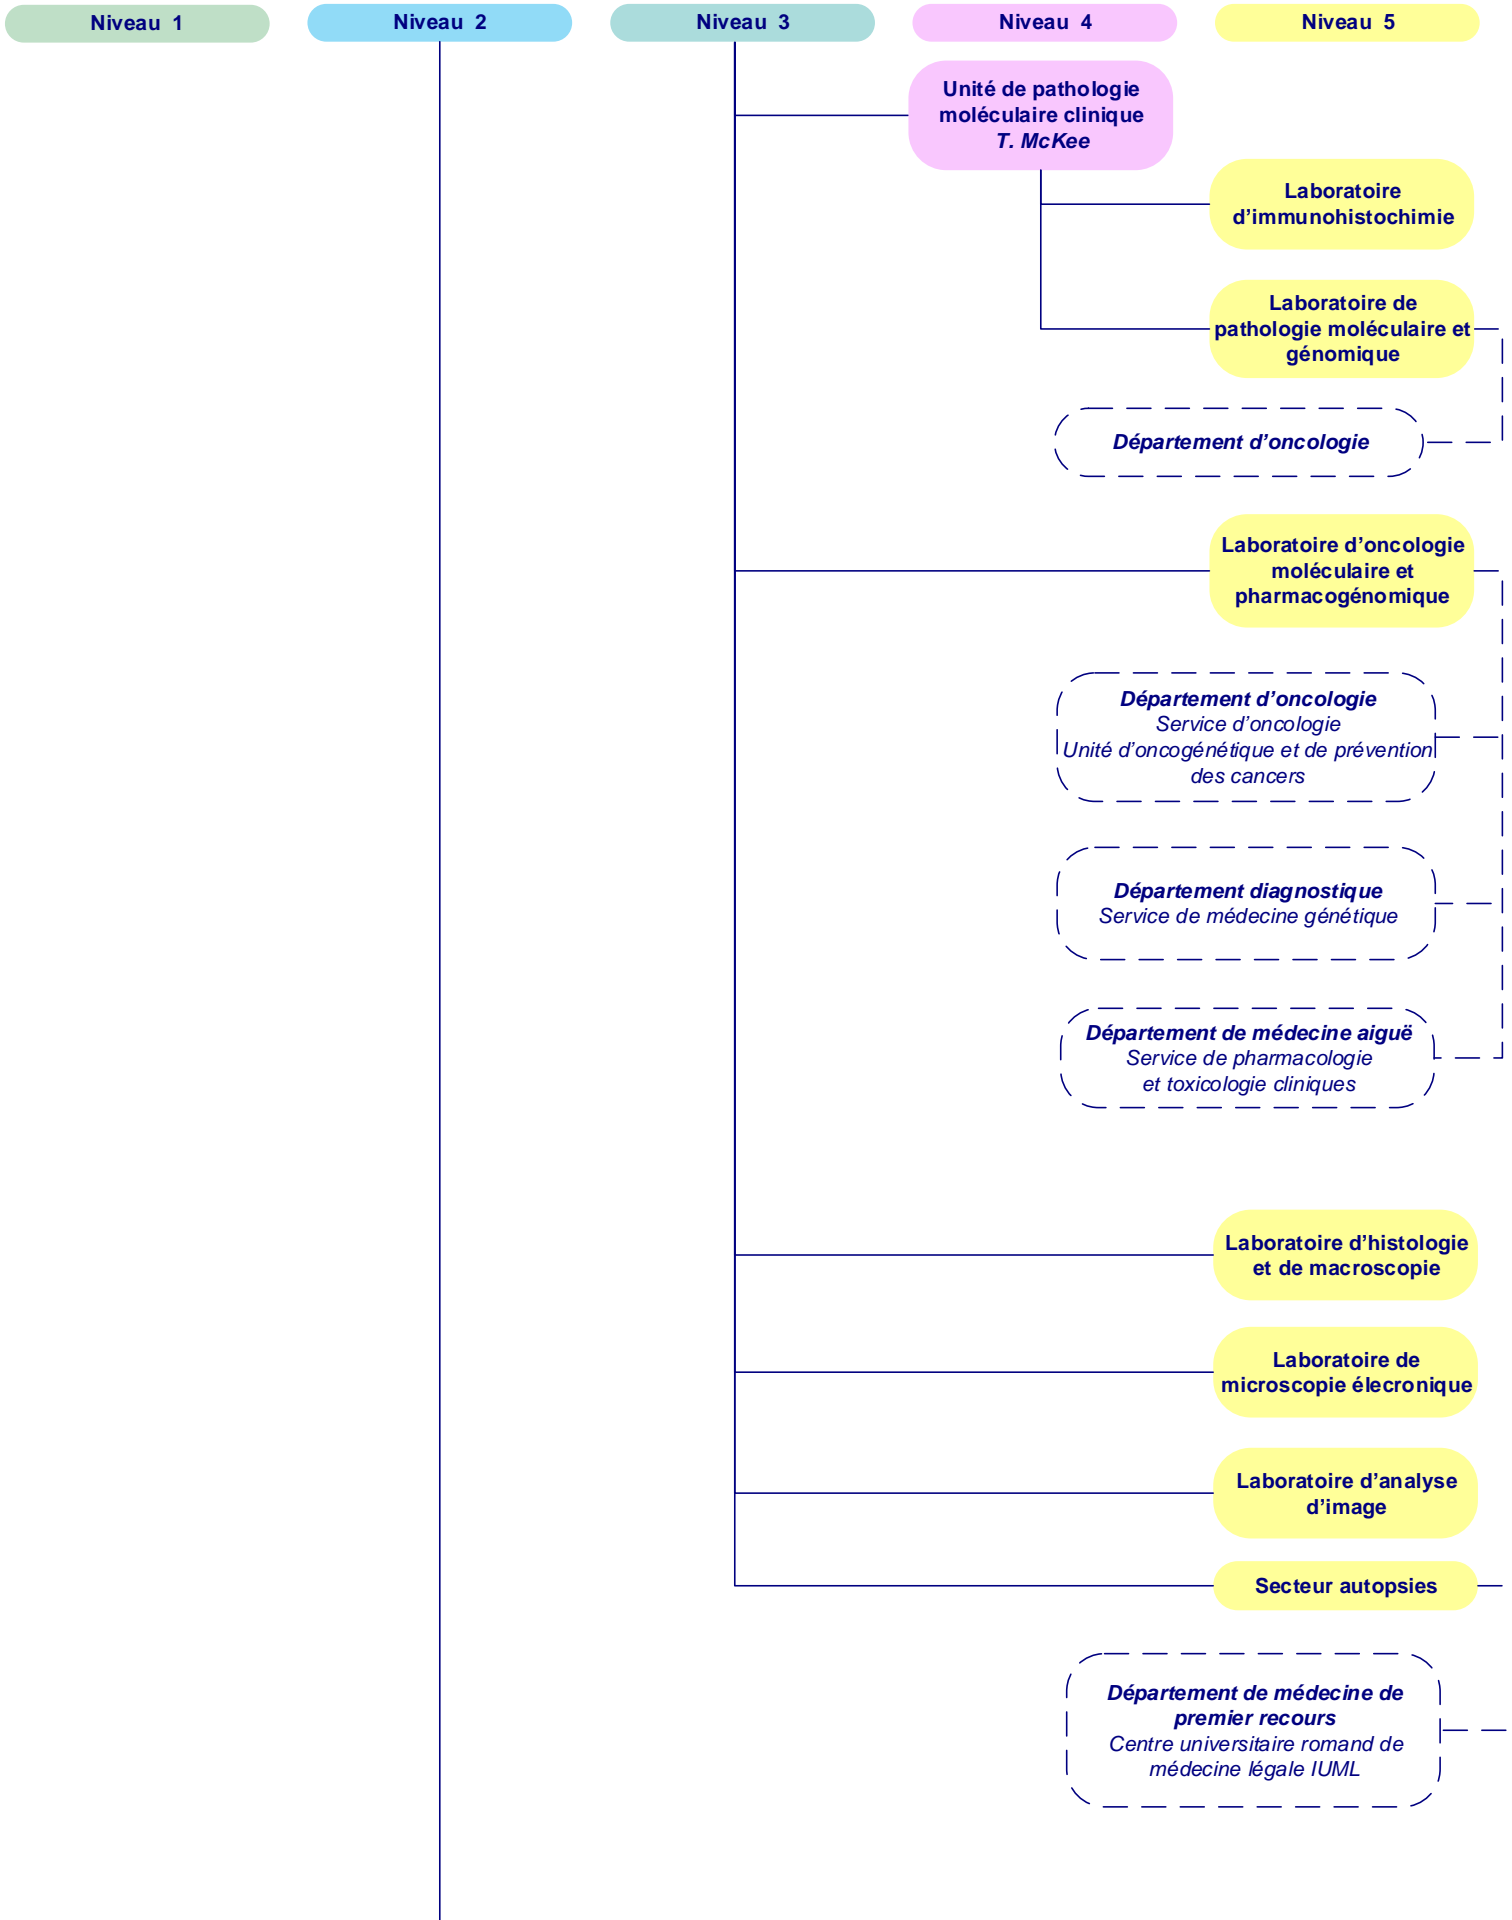 Niveau 1
Niveau 2
Niveau 3
Niveau 4
Niveau 5
Unité de pathologie
moléculaire clinique
T. McKee
Laboratoire
d’immunohistochimie
Laboratoire de
pathologie moléculaire et
génomique
Département d’oncologie
Laboratoire d’oncologie
moléculaire et
pharmacogénomique
Département d’oncologie
Service d’oncologie
Unité d’oncogénétique et de prévention
des cancers
Département diagnostique
Service de médecine génétique
Département de médecine aiguë
Service de pharmacologie
et toxicologie cliniques
Laboratoire d’histologie
et de macroscopie
Laboratoire de
microscopie élecronique
Laboratoire d’analyse
d’image
Secteur autopsies
Département de médecine de
premier recours
Centre universitaire romand de
médecine légale IUML